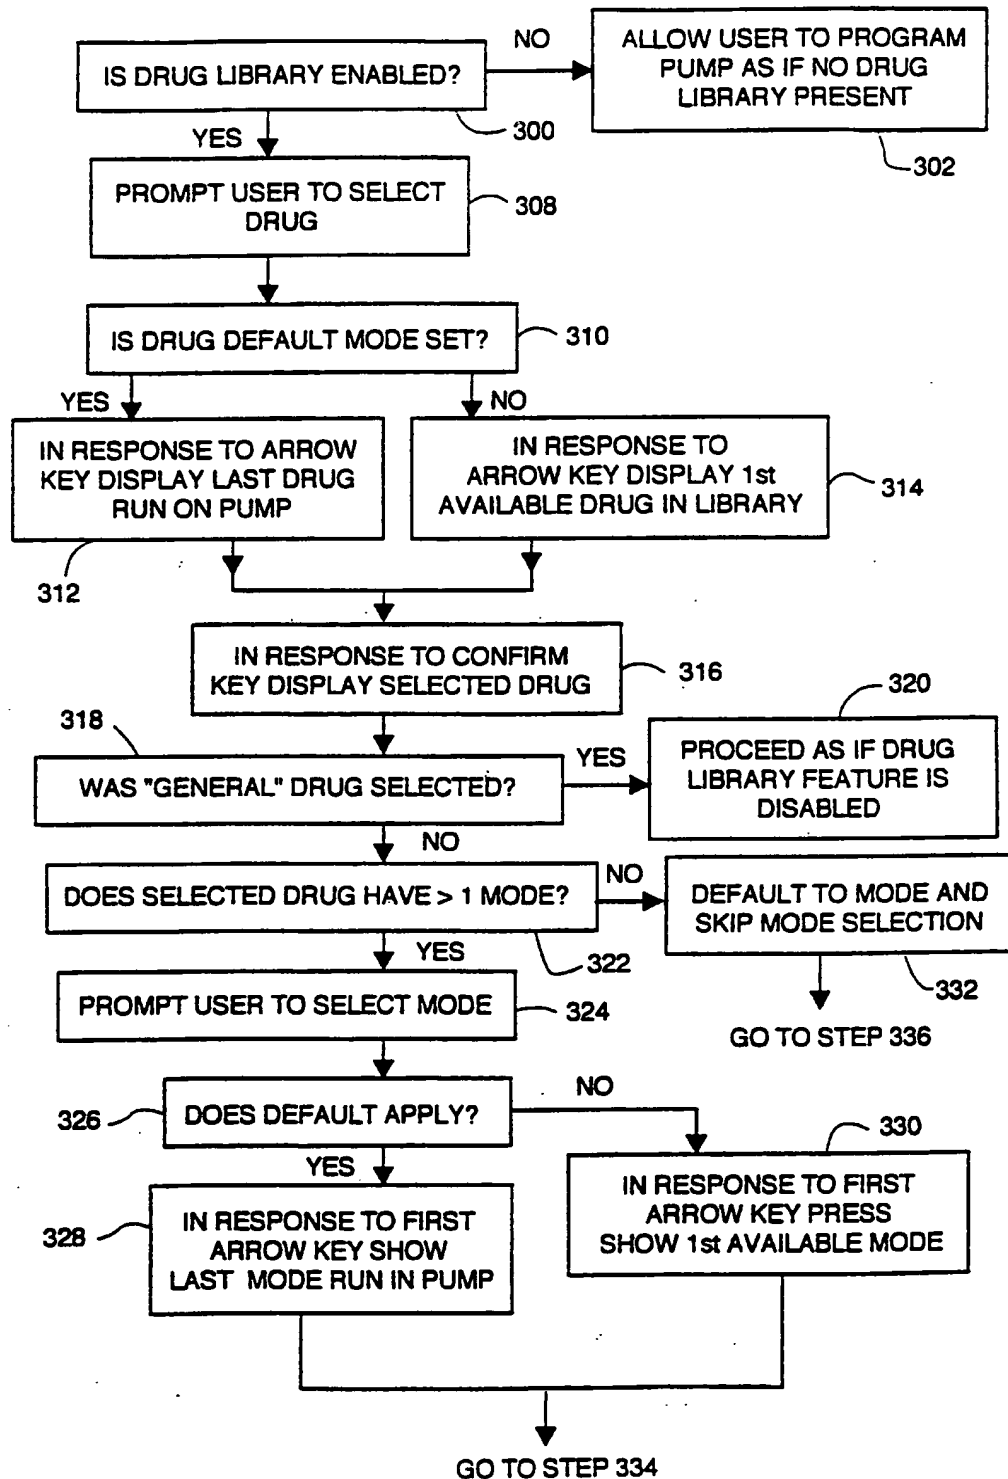 IS DRUG LIBRARY ENABLED?
NO
ALLOW USER TO PROGRAM
PUMP AS IF NO DRUG
LIBRARY PRESENT
300
302
YES
PROMPT USER TO SELECT
DRUG
308
IS DRUG DEFAULT MODE SET?
310
YES
NO
IN RESPONSE TO ARROW
KEY DISPLAY LAST DRUG
RUN ON PUMP
312
IN RESPONSE TO
ARROW KEY DISPLAY 1st
AVAILABLE DRUG IN LIBRARY
314
IN RESPONSE TO CONFIRM
KEY DISPLAY SELECTED DRUG
316
318
WAS "GENERAL" DRUG SELECTED?
YES
320
PROCEED AS IF DRUG
LIBRARY FEATURE IS
DISABLED
NO
DOES SELECTED DRUG HAVE > 1 MODE?
322
NO
DEFAULT TO MODE AND
SKIP MODE SELECTION
332
GO TO STEP 336
YES
PROMPT USER TO SELECT MODE
324
326
DOES DEFAULT APPLY?
NO
YES
328
IN RESPONSE TO FIRST
ARROW KEY SHOW
LAST MODE RUN IN PUMP
330
IN RESPONSE TO FIRST
ARROW KEY PRESS
SHOW 1st AVAILABLE MODE
GO TO STEP 334